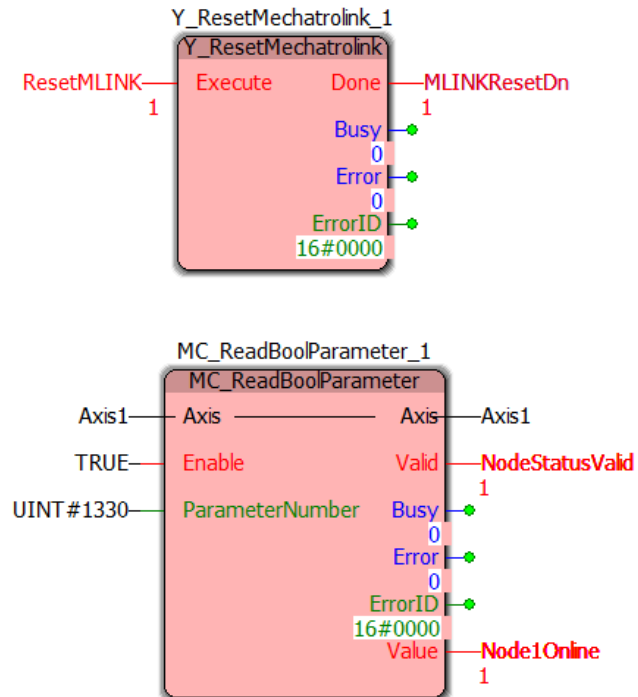 Y_ResetMechatrolink_1
Y_ResetMechatrolink
ResetMLINK Execute Done MLINKResetDn
1 1
Busy
0
Error
0
ErrorID
16#0000
MC_ReadBoolParameter_1
MC_ReadBoolParameter
Axis1 Axis Axis Axis1
TRUE Enable Valid NodeStatusValid
1
UINT#1330 ParameterNumber Busy
0
Error
0
ErrorID
16#0000
Value Node1Online
1